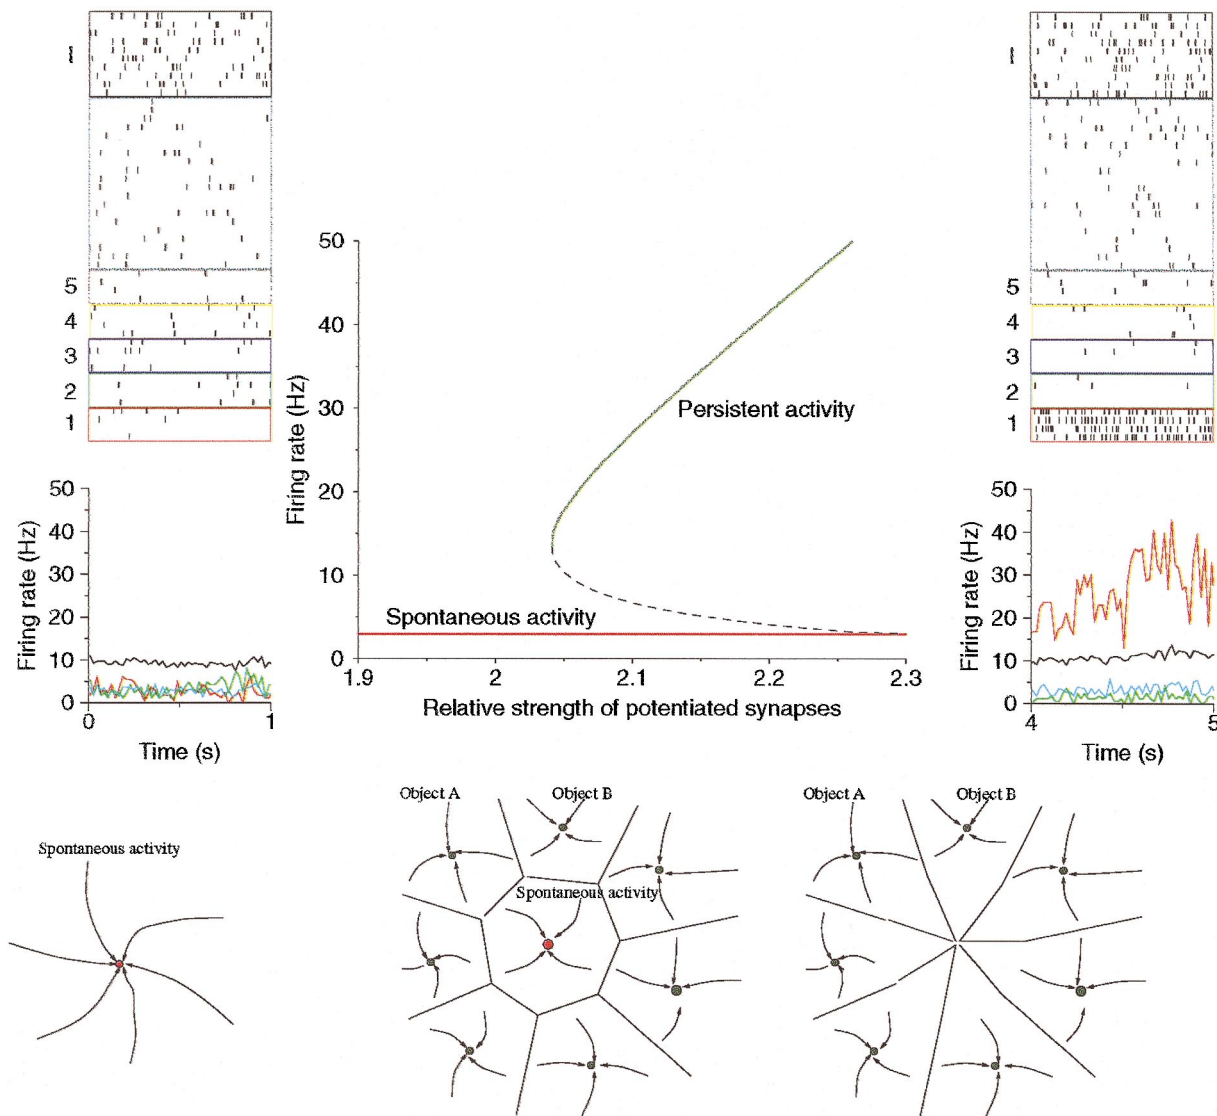 I
5
4
3
2
1
50
40
30
20
10
0
Firing rate (Hz)
0
1
Time (s)
50
40
30
20
10
0
Firing rate (Hz)
Persistent activity
Spontaneous activity
1.9
2
2.1
2.2
2.3
Relative strength of potentiated synapses
I
5
4
3
2
1
50
40
30
20
10
0
Firing rate (Hz)
4
5
Time (s)
Spontaneous activity
Object A
Object B
Spontaneous activity
Object A
Object B